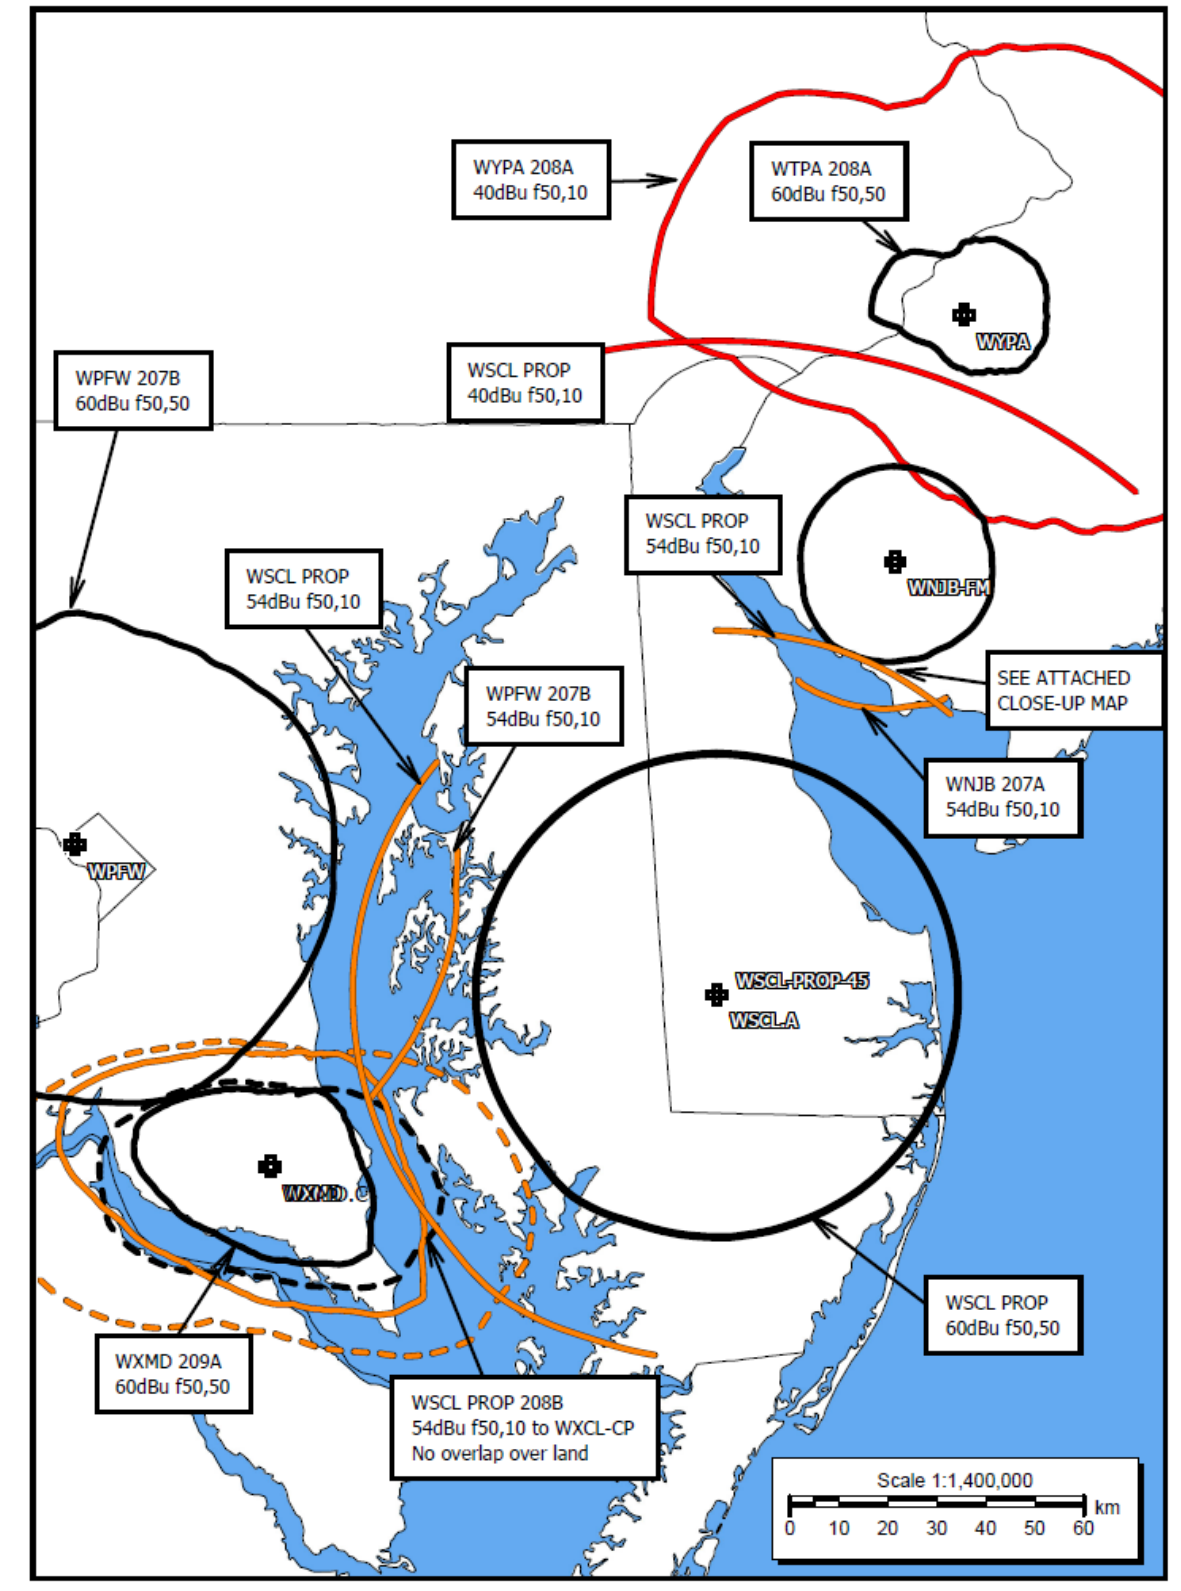 WYPA 208A
40dBu f50,10
WTPA 208A
60dBu f50,50
WYPA
WPFW 207B
60dBu f50,50
WSCL PROP
40dBu f50,10
WSCL PROP
54dBu f50,10
WSCL PROP
54dBu f50,10
WNJB-FM
WPFW 207B
54dBu f50,10
SEE ATTACHED
CLOSE-UP MAP
WNJB 207A
54dBu f50,10
WPFW
WSCL-PROP-45
WSCL.A
WSCL PROP
60dBu f50,50
WXMD 209A
60dBu f50,50
WSCL PROP 208B
54dBu f50,10 to WXCL-CP
No overlap over land
Scale 1:1,400,000
km
0 10 20 30 40 50 60